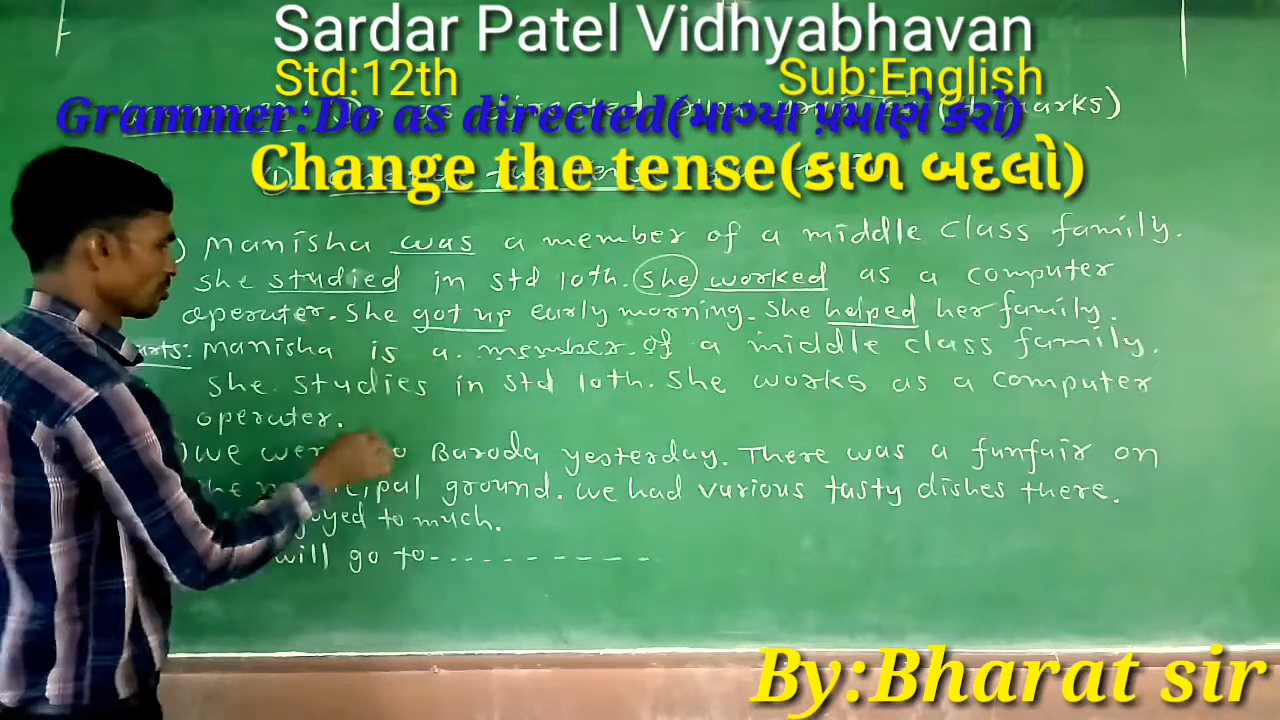 Sardar Patel Vidhyabhavan
Std:12th Sub:English
Grammer:Do as directed(માગ્યા પ્રમાણે કરો)
Change the tense(કાળ બદલો)
Manisha was a member of a middle class family.
She studied in std 10th. She worked as a computer
operater. She got up early morning. She helped her family.
Manisha is a member of a middle class family.
She studies in std 10th. She works as a computer
operater.
We Baroda yesterday. There was a funfair on
ground. We had various tasty dishes there.
to much.
will go to-----------
By:Bharat sir